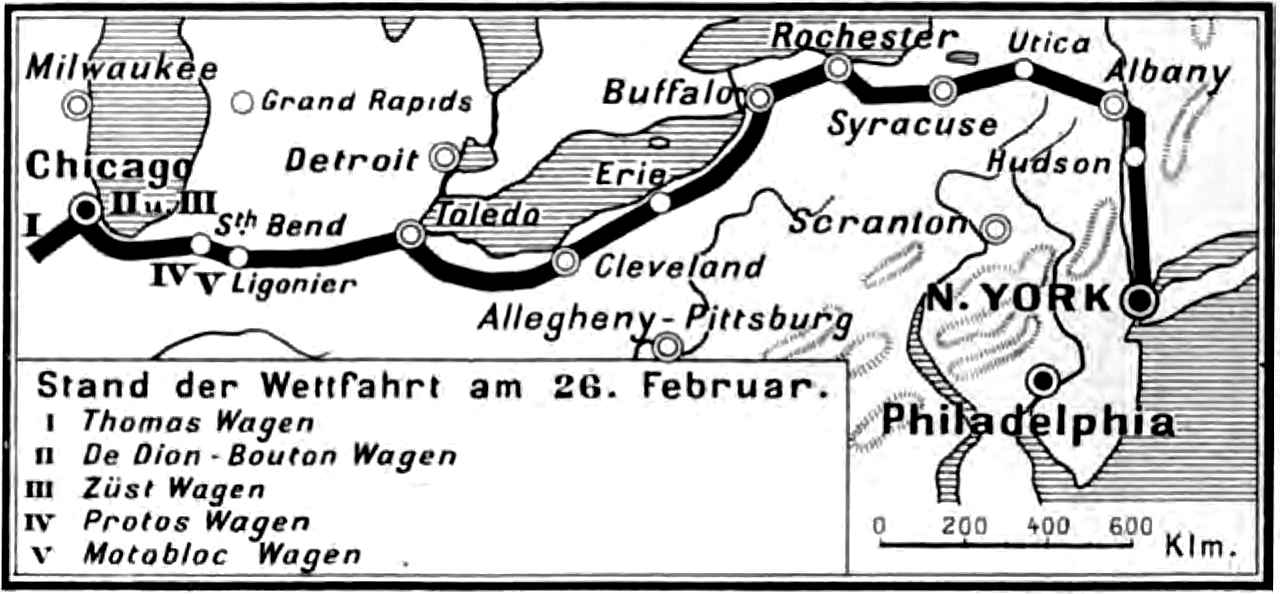 Rochester
Utica
Milwaukee
Albany
Buffalo
Grand Rapids
Syracuse
Detroit
Hudson
Chicago
Erie
II u. III
Toledo
Scranton
I
Sth Bend
Cleveland
IV V Ligonier
N. YORK
Allegheny - Pittsburg
Philadelphia
Stand der Wettfahrt am 26. Februar.
I Thomas Wagen
II De Dion - Bouton Wagen
III Züst Wagen
IV Protos Wagen
V Motobloc Wagen
0 200 400 600
Klm.